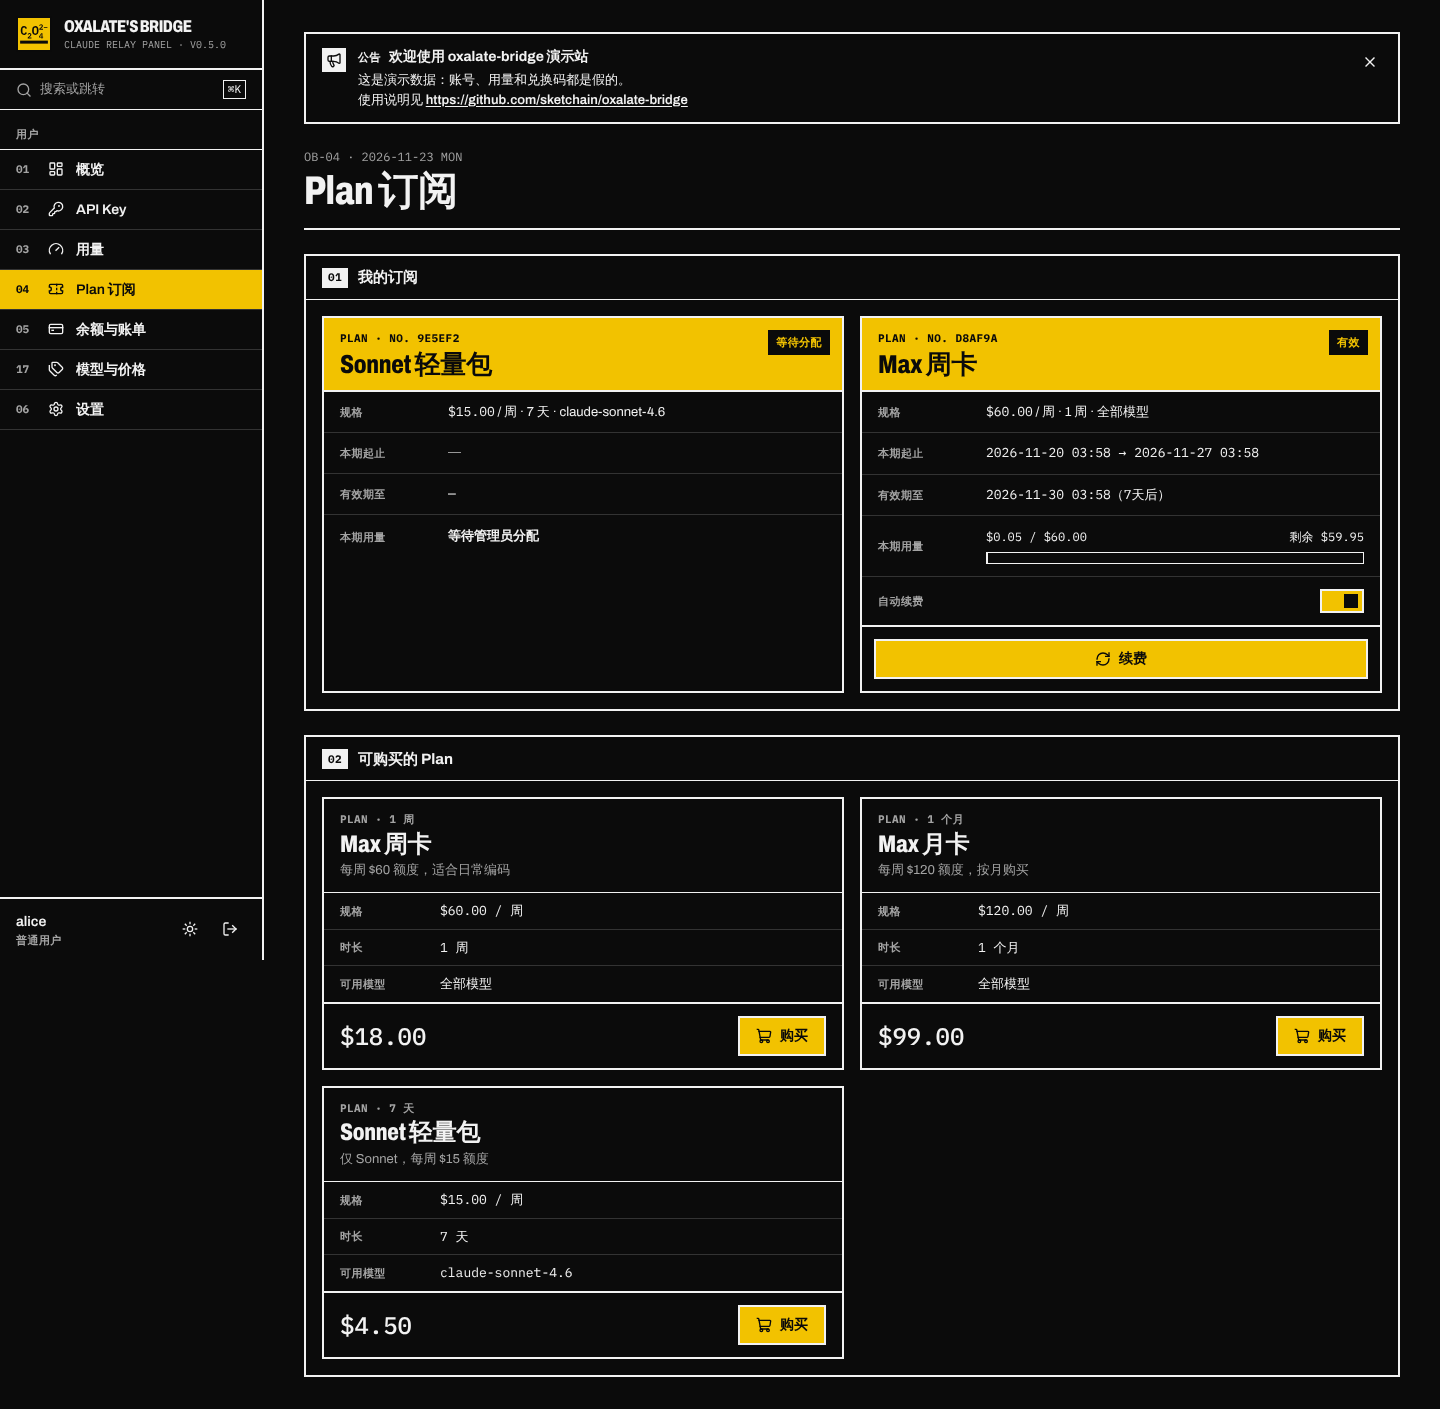 C₂O₄²⁻
OXALATE'S BRIDGE
CLAUDE RELAY PANEL · V0.5.0
搜索或跳转 ⌘K
用户
01 概览
02 API Key
03 用量
04 Plan 订阅
05 余额与账单
17 模型与价格
06 设置
alice
普通用户
公告 欢迎使用 oxalate-bridge 演示站
这是演示数据：账号、用量和兑换码都是假的。
使用说明见 https://github.com/sketchain/oxalate-bridge
OB-04 · 2026-11-23 MON
Plan 订阅
01 我的订阅
PLAN · NO. 9E5EF2
Sonnet 轻量包
等待分配
规格 $15.00 / 周 · 7 天 · claude-sonnet-4.6
本期起止 —
有效期至 —
本期用量 等待管理员分配
PLAN · NO. D8AF9A
Max 周卡
有效
规格 $60.00 / 周 · 1 周 · 全部模型
本期起止 2026-11-20 03:58 → 2026-11-27 03:58
有效期至 2026-11-30 03:58（7天后）
本期用量 $0.05 / $60.00 剩余 $59.95
自动续费
续费
02 可购买的 Plan
PLAN · 1 周
Max 周卡
每周 $60 额度，适合日常编码
规格 $60.00 / 周
时长 1 周
可用模型 全部模型
$18.00 购买
PLAN · 1 个月
Max 月卡
每周 $120 额度，按月购买
规格 $120.00 / 周
时长 1 个月
可用模型 全部模型
$99.00 购买
PLAN · 7 天
Sonnet 轻量包
仅 Sonnet，每周 $15 额度
规格 $15.00 / 周
时长 7 天
可用模型 claude-sonnet-4.6
$4.50 购买